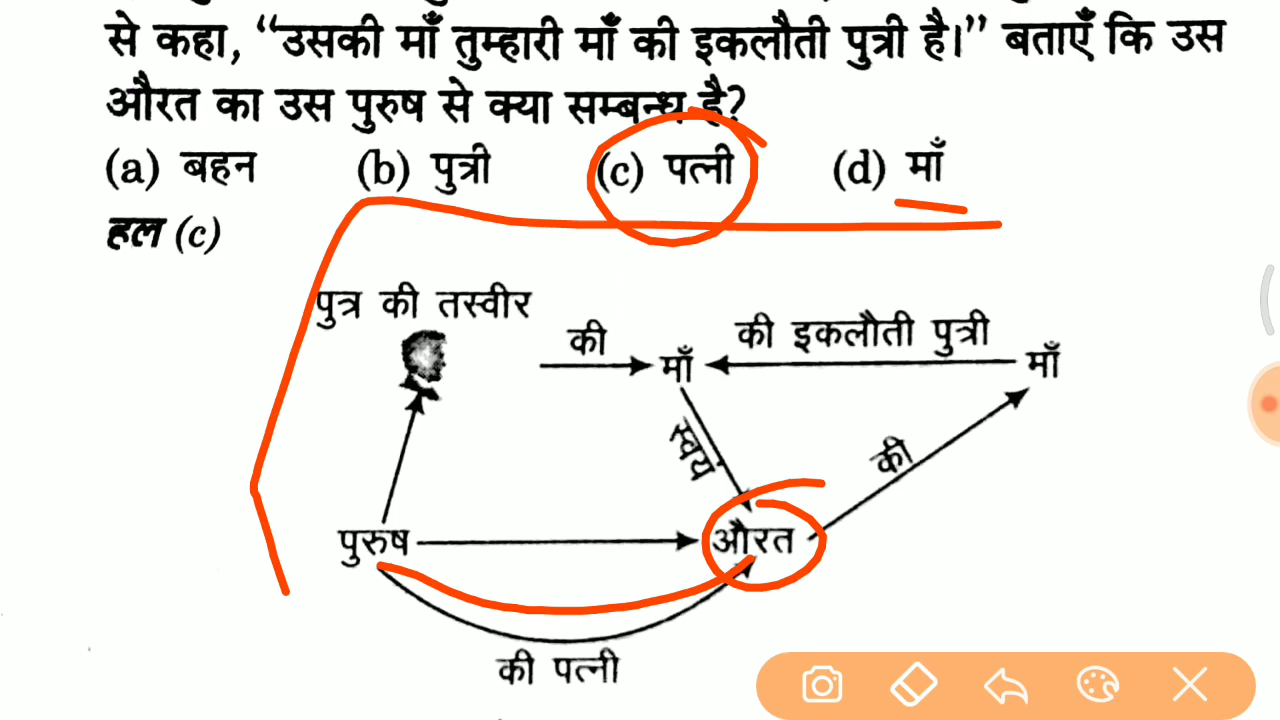 से कहा, “उसकी माँ तुम्हारी माँ की इकलौती पुत्री है।” बताएँ कि उस
औरत का उस पुरुष से क्या सम्बन्ध है?
(a) बहन (b) पुत्री (c) पत्नी (d) माँ
हल (c)
पुत्र की तस्वीर
की माँ की इकलौती पुत्री माँ
स्वयं
की
पुरुष औरत
की पत्नी